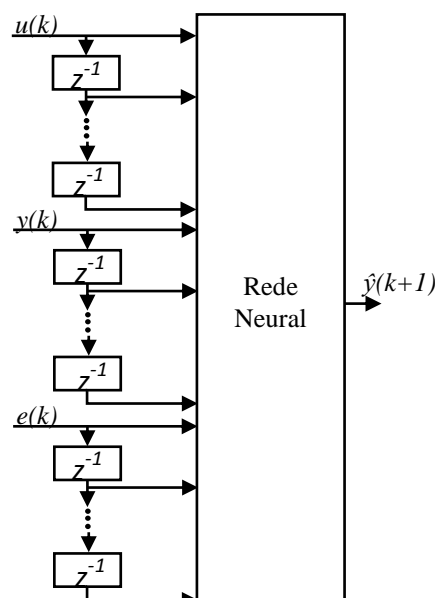 u(k)
z⁻¹
z⁻¹
y(k)
z⁻¹
Rede
Neural
ŷ(k+1)
z⁻¹
e(k)
z⁻¹
z⁻¹